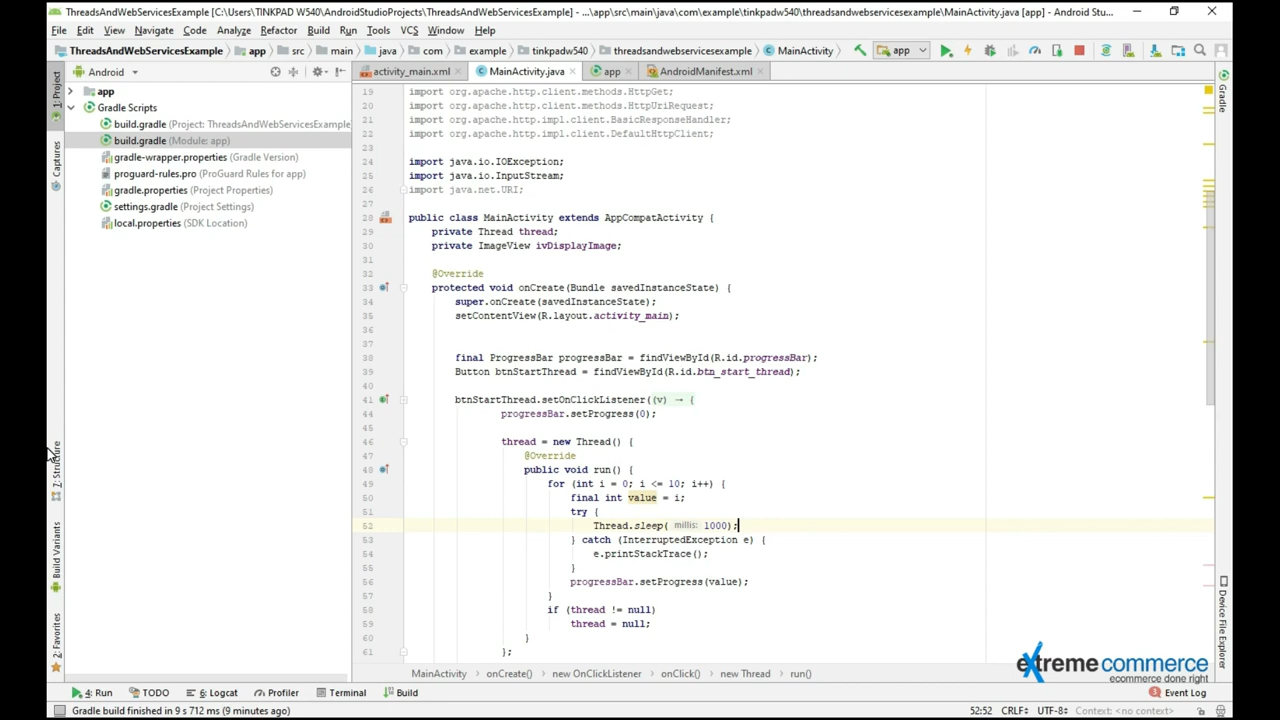 ThreadsAndWebServicesExample [C:\Users\TINKPAD W540\AndroidStudioProjects\ThreadsAndWebServicesExample] - ...\app\src\main\java\com\example\tinkpadw540\threadsandwebservicesexample\MainActivity.java [app] - Android Stu...
File Edit View Navigate Code Analyze Refactor Build Run Tools VCS Window Help
ThreadsAndWebServicesExample app src main java com example tinkpadw540 threadsandwebservicesexample MainActivity app
Android
activity_main.xml MainActivity.java app AndroidManifest.xml
1: Project
Captures
7: Structure
Build Variants
2: Favorites
app
Gradle Scripts
build.gradle (Project: ThreadsAndWebServicesExample
build.gradle (Module: app)
gradle-wrapper.properties (Gradle Version)
proguard-rules.pro (ProGuard Rules for app)
gradle.properties (Project Properties)
settings.gradle (Project Settings)
local.properties (SDK Location)
19 import org.apache.http.client.methods.HttpGet;
20 import org.apache.http.client.methods.HttpUriRequest;
21 import org.apache.http.impl.client.BasicResponseHandler;
22 import org.apache.http.impl.client.DefaultHttpClient;
23
24 import java.io.IOException;
25 import java.io.InputStream;
26 import java.net.URI;
27
28 public class MainActivity extends AppCompatActivity {
29 private Thread thread;
30 private ImageView ivDisplayImage;
31
32 @Override
33 protected void onCreate(Bundle savedInstanceState) {
34 super.onCreate(savedInstanceState);
35 setContentView(R.layout.activity_main);
36
37
38 final ProgressBar progressBar = findViewById(R.id.progressBar);
39 Button btnStartThread = findViewById(R.id.btn_start_thread);
40
41 btnStartThread.setOnClickListener((v) → {
44 progressBar.setProgress(0);
45
46 thread = new Thread() {
47 @Override
48 public void run() {
49 for (int i = 0; i <= 10; i++) {
50 final int value = i;
51 try {
52 Thread.sleep( millis: 1000);
53 } catch (InterruptedException e) {
54 e.printStackTrace();
55 }
56 progressBar.setProgress(value);
57 }
58 if (thread != null)
59 thread = null;
60 }
61 };
Gradle
Device File Explorer
extreme commerce
ecommerce done right
MainActivity onCreate() new OnClickListener onClick() new Thread run()
4: Run TODO 6: Logcat Profiler Terminal Build 3 Event Log
Gradle build finished in 9 s 712 ms (9 minutes ago) 52:52 CRLF UTF-8 Context: <no context>